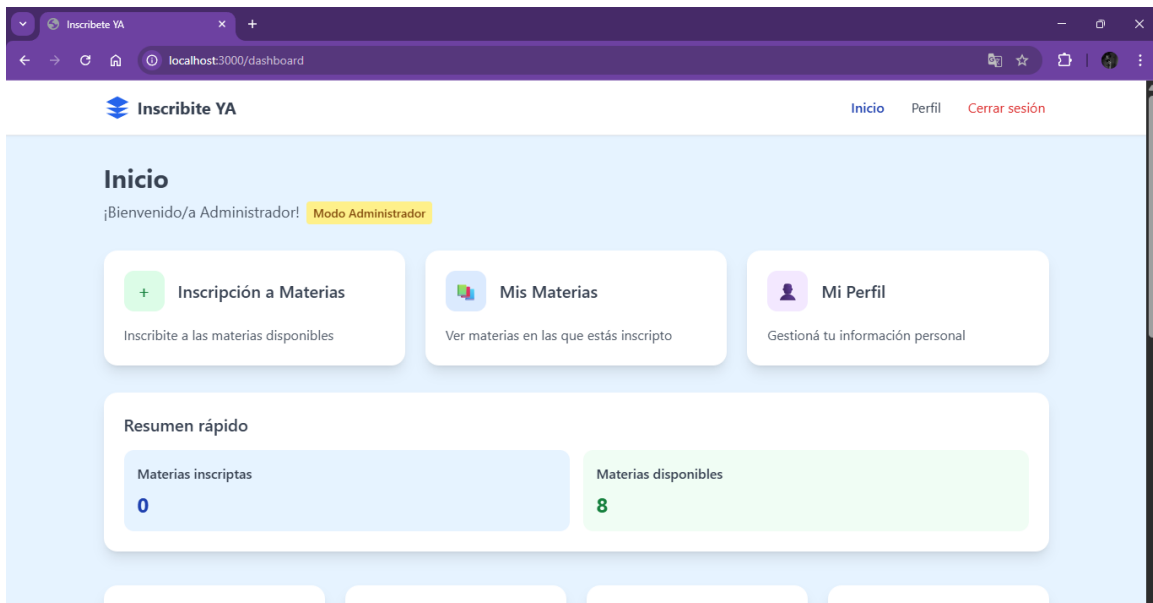 Inscribete YA
localhost:3000/dashboard
Inscribite YA
Inicio Perfil Cerrar sesión
Inicio
¡Bienvenido/a Administrador! Modo Administrador
+ Inscripción a Materias
Inscribite a las materias disponibles
Mis Materias
Ver materias en las que estás inscripto
Mi Perfil
Gestioná tu información personal
Resumen rápido
Materias inscriptas
0
Materias disponibles
8